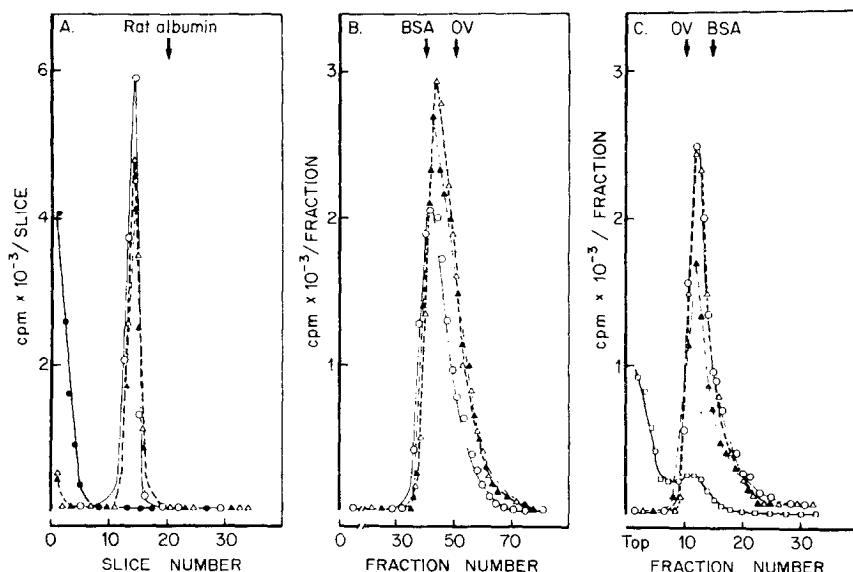 A.
Rat albumin
6
4
2
cpm x 10⁻³/ SLICE
0 10 20 30
SLICE NUMBER
B.
BSA OV
3
2
1
cpm x 10⁻³/FRACTION
0 30 50 70
FRACTION NUMBER
C.
OV BSA
3
2
1
cpm x 10⁻³/ FRACTION
Top 10 20 30
FRACTION NUMBER